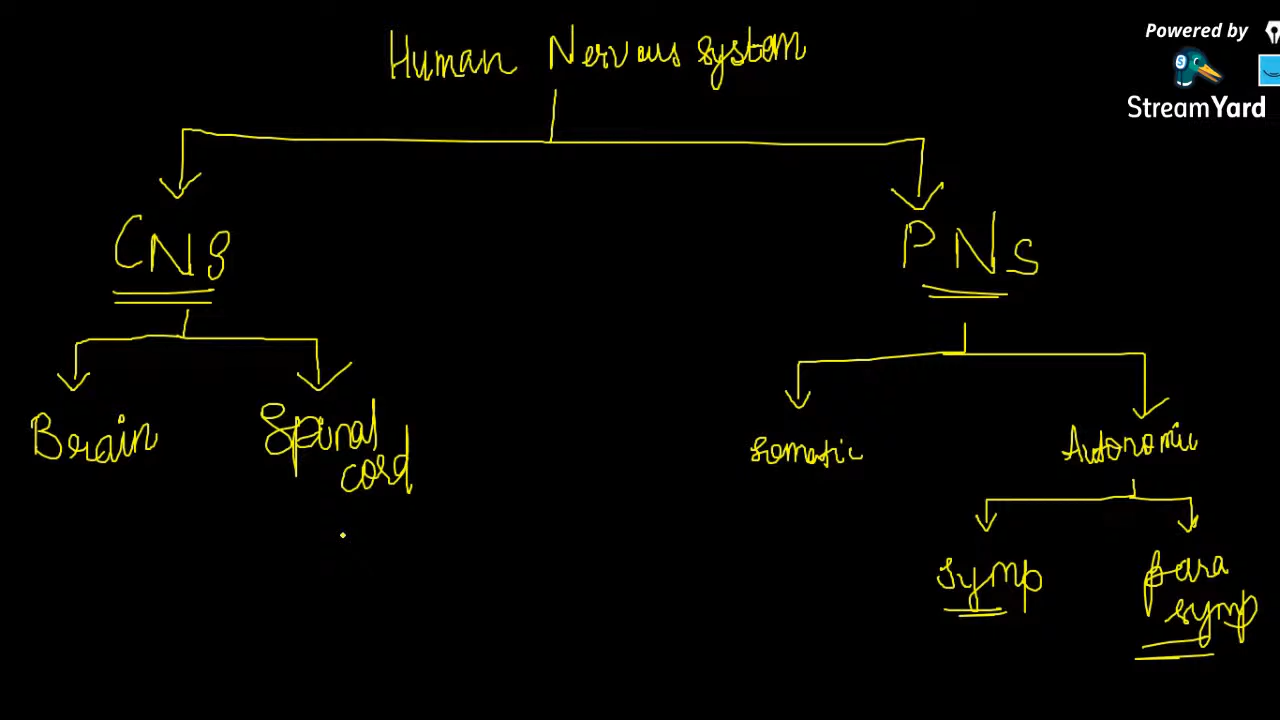 Human Nervous system
Powered by
StreamYard
CNS
PNS
Brain
Spinal
cord
Somatic
Autonomic
Symp
para
symp